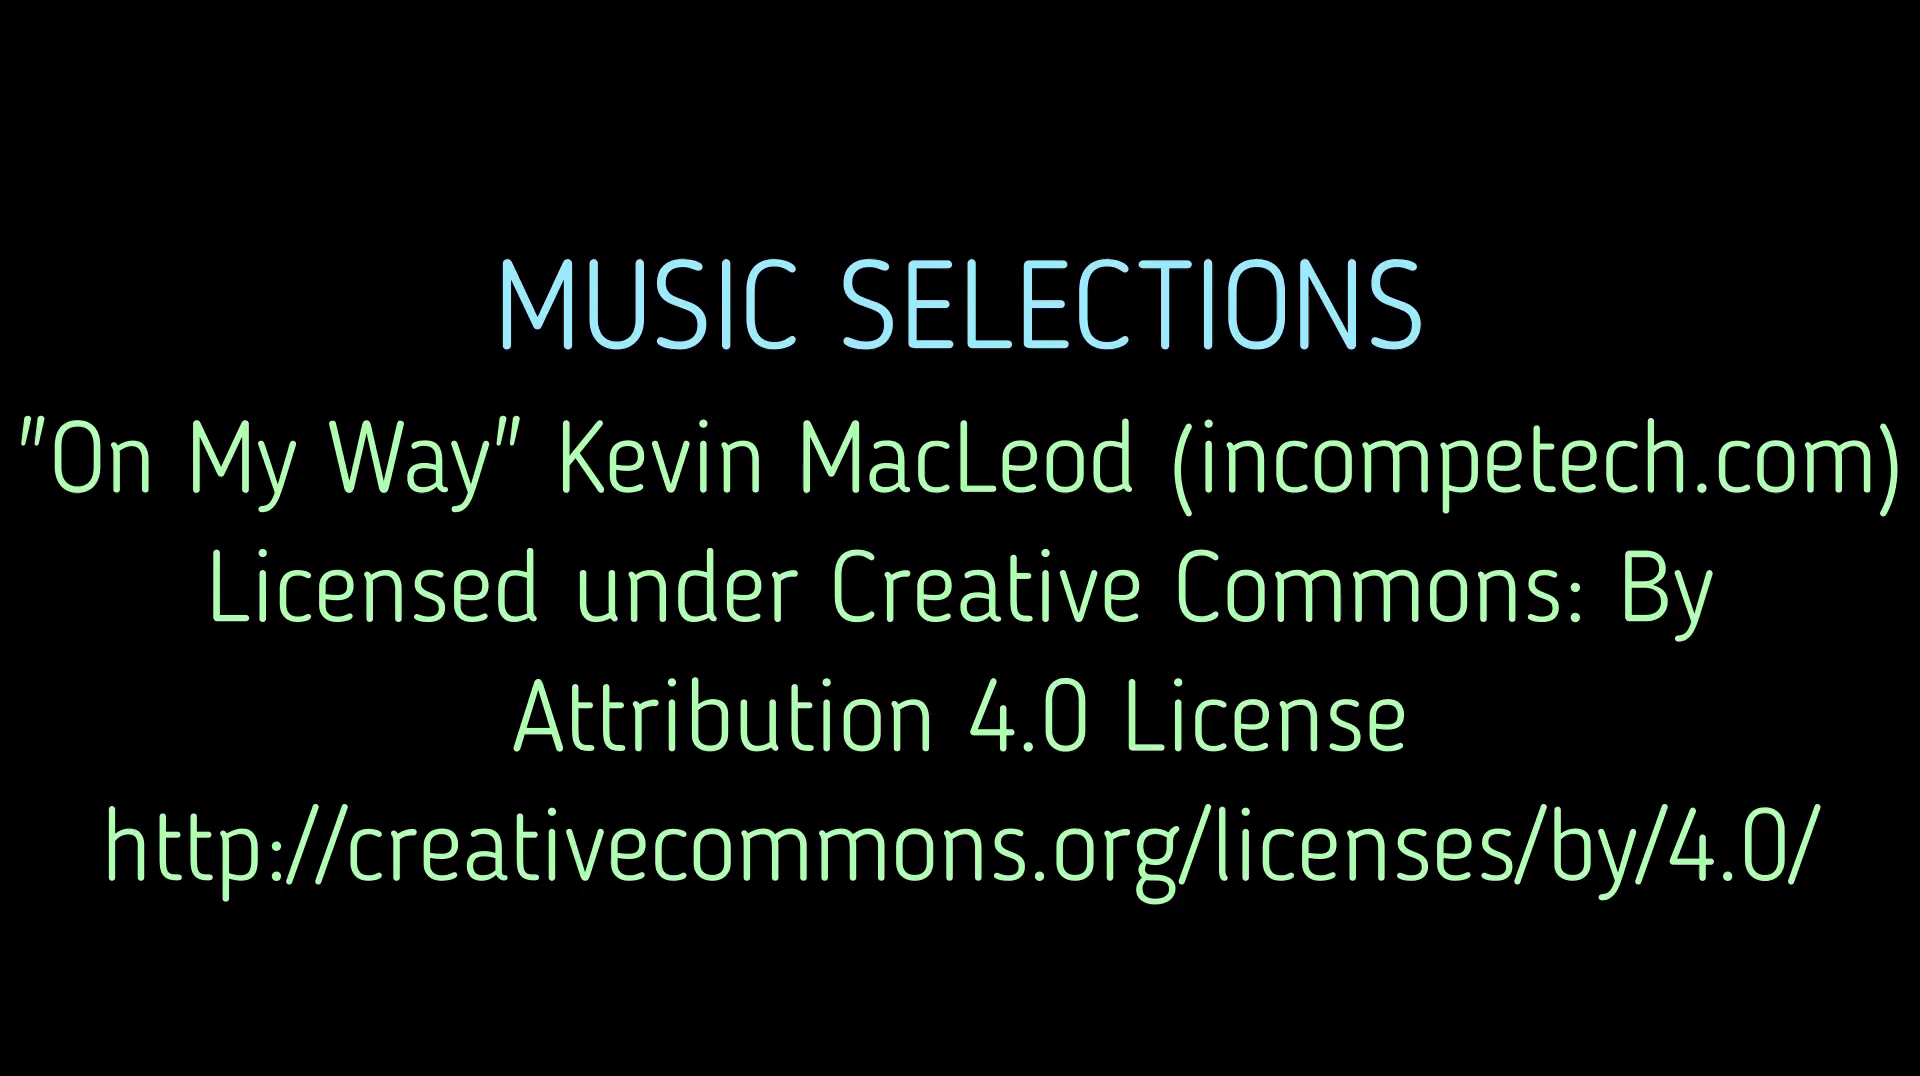 MUSIC SELECTIONS
"On My Way" Kevin MacLeod (incompetech.com)
Licensed under Creative Commons: By
Attribution 4.0 License
http://creativecommons.org/licenses/by/4.0/